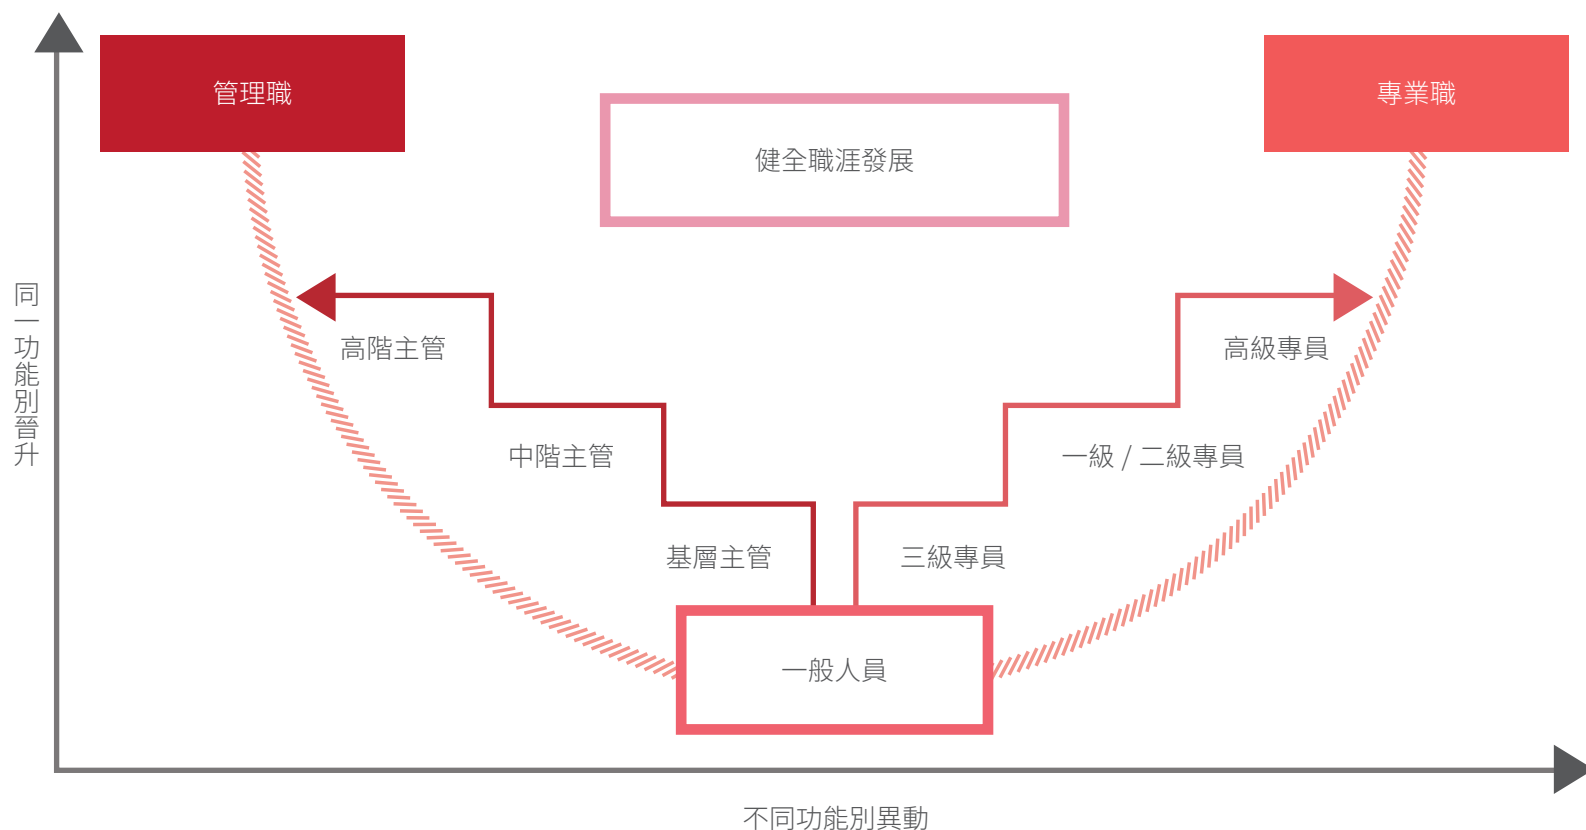 管理職
專業職
健全職涯發展
同一功能別晉升
高階主管
高級專員
中階主管
一級 / 二級專員
基層主管
三級專員
一般人員
不同功能別異動